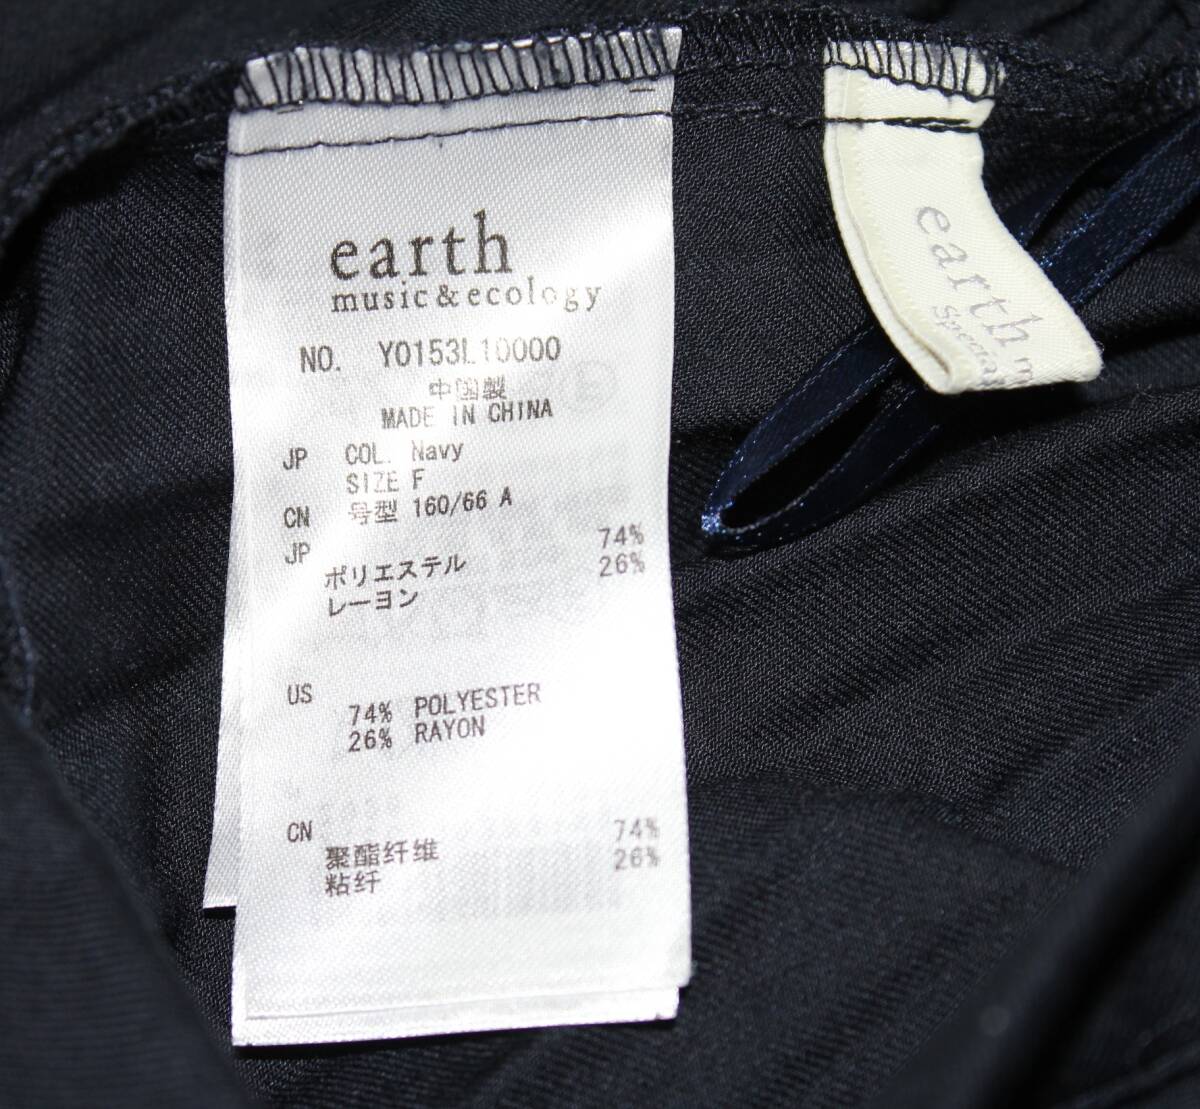 earth
music&ecology
NO. Y0153L10000
中国製
MADE IN CHINA
JP COL. Navy
SIZE F
CN 号型 160/66 A
JP
ポリエステル 74%
レーヨン 26%
US
74% POLYESTER
26% RAYON
CN
聚酯纤维 74%
粘纤 26%
earth m
Special